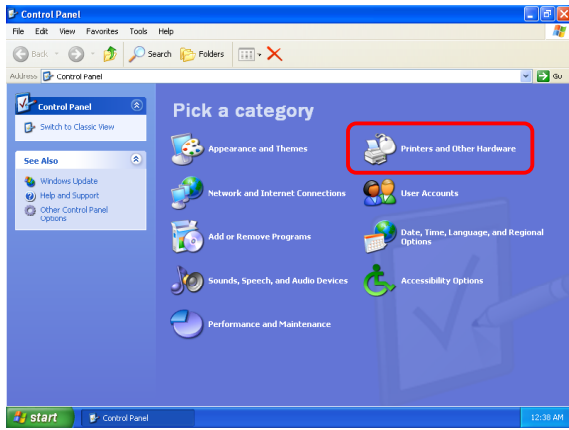 Control Panel
File Edit View Favorites Tools Help
Back Search Folders
Address Control Panel Go
Control Panel
Switch to Classic View
See Also
Windows Update
Help and Support
Other Control Panel
Options
Pick a category
Appearance and Themes
Printers and Other Hardware
Network and Internet Connections
User Accounts
Add or Remove Programs
Date, Time, Language, and Regional
Options
Sounds, Speech, and Audio Devices
Accessibility Options
Performance and Maintenance
start Control Panel 12:38 AM